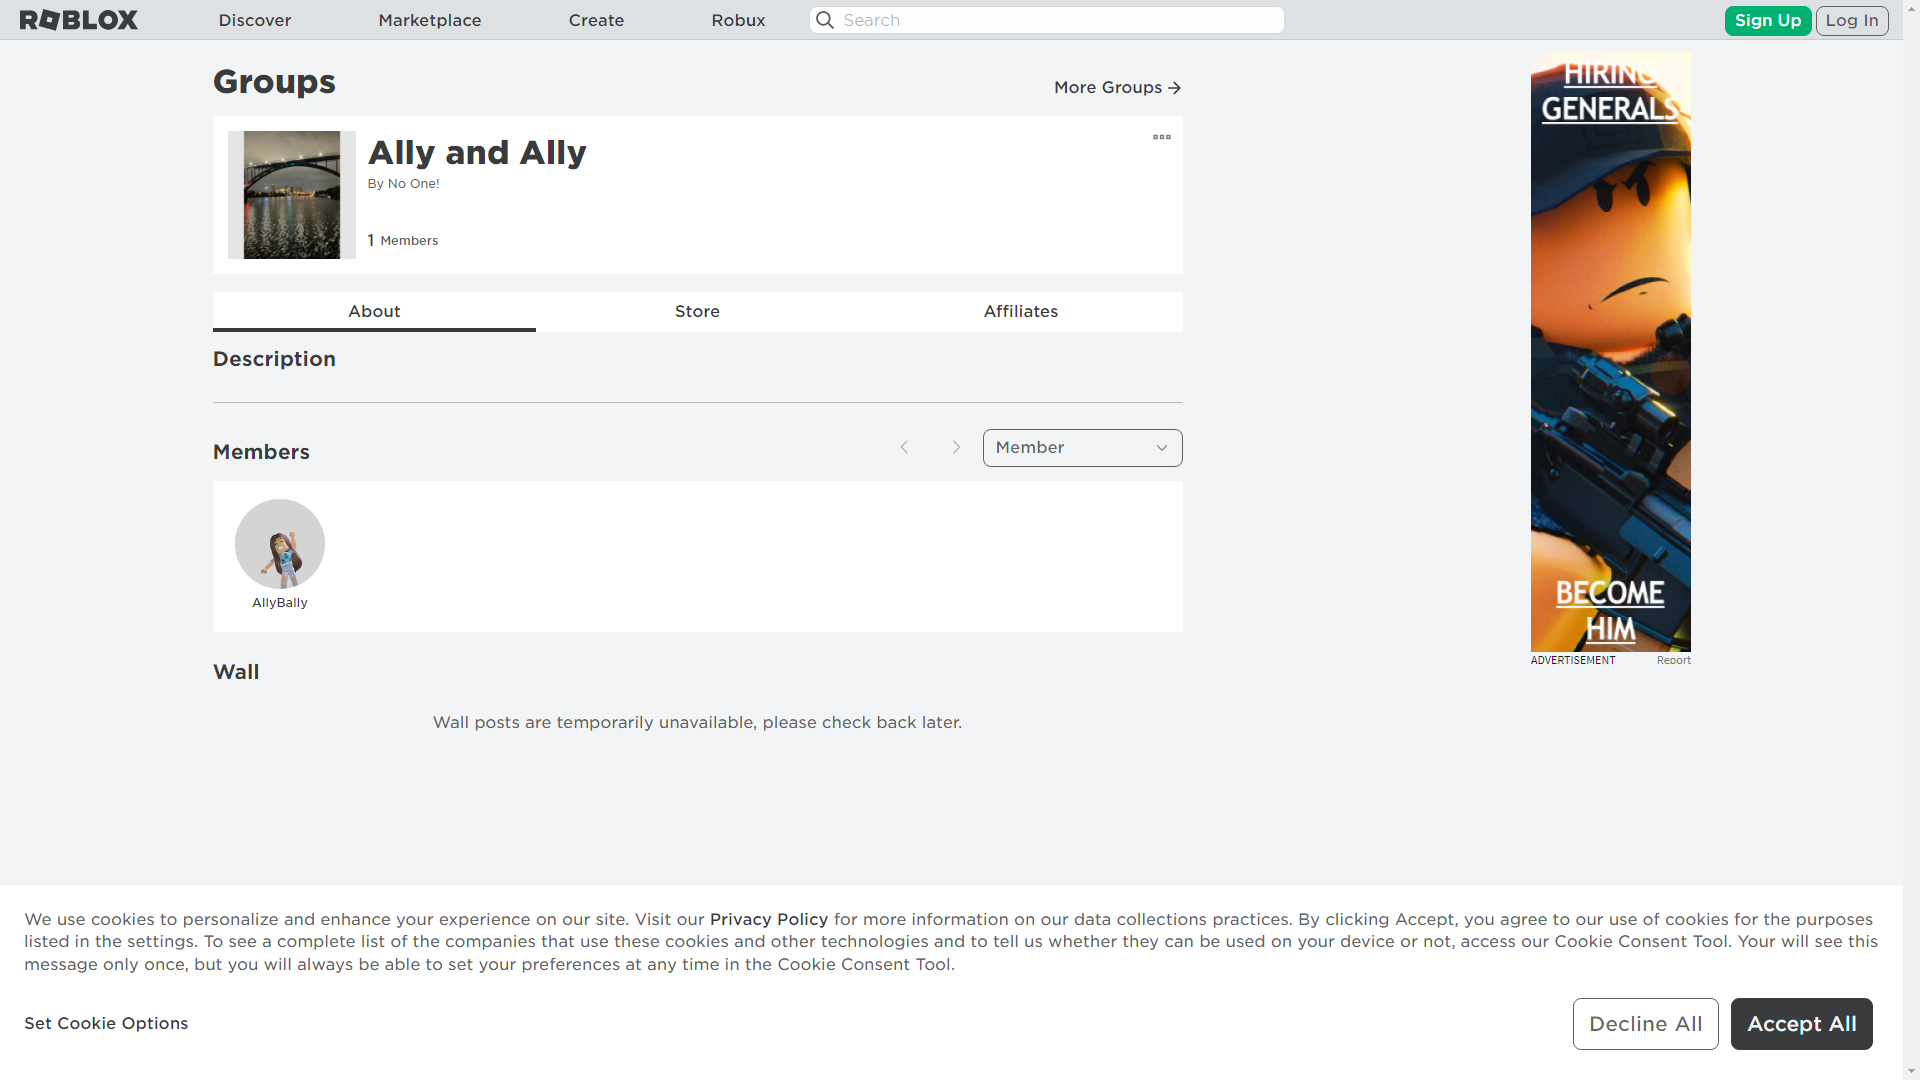 ROBLOX
Discover
Marketplace
Create
Robux
Search
Sign Up
Log In
Groups
More Groups
Ally and Ally
By No One!
1 Members
About
Store
Affiliates
Description
Members
Member
AllyBally
Wall
Wall posts are temporarily unavailable, please check back later.
HIRING
GENERALS
BECOME
HIM
ADVERTISEMENT
Report
We use cookies to personalize and enhance your experience on our site. Visit our Privacy Policy for more information on our data collections practices. By clicking Accept, you agree to our use of cookies for the purposes
listed in the settings. To see a complete list of the companies that use these cookies and other technologies and to tell us whether they can be used on your device or not, access our Cookie Consent Tool. Your will see this
message only once, but you will always be able to set your preferences at any time in the Cookie Consent Tool.
Set Cookie Options
Decline All
Accept All